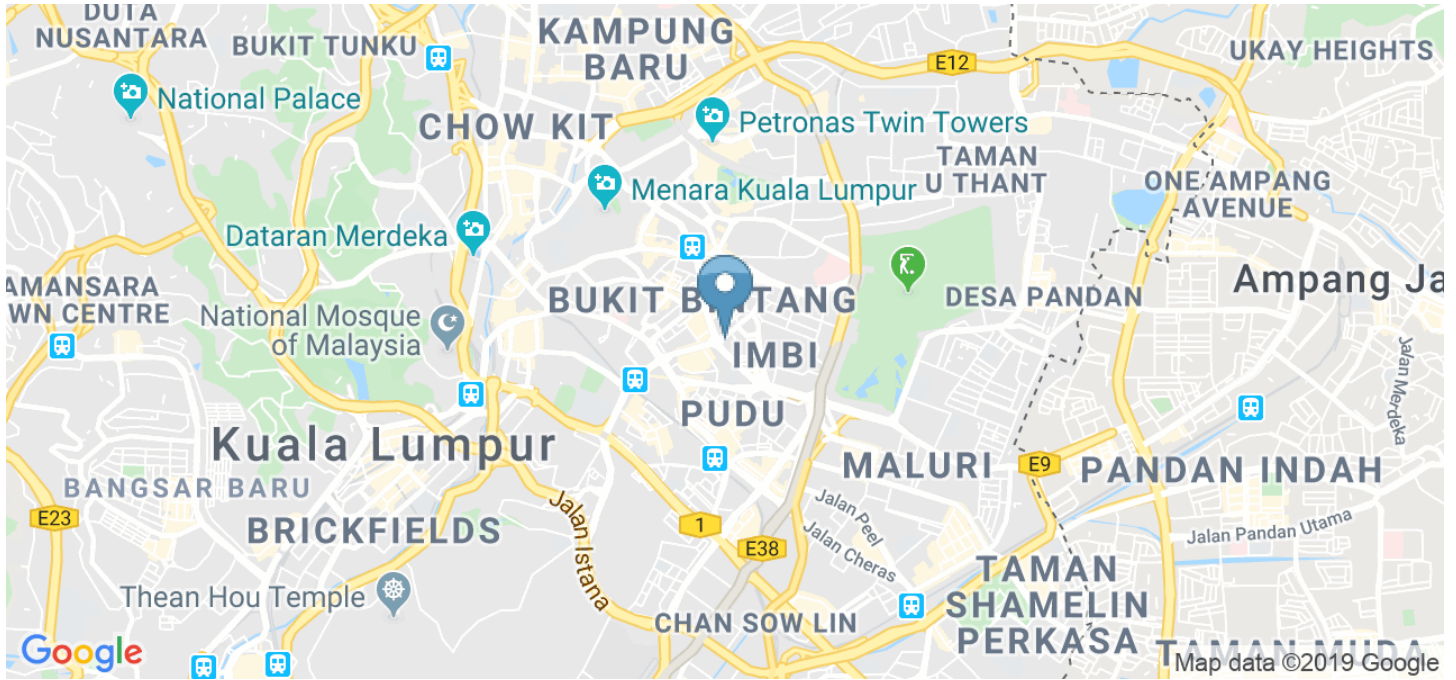 DUTA
NUSANTARA
BUKIT TUNKU
KAMPUNG
BARU
E12
UKAY HEIGHTS
National Palace
CHOW KIT
Petronas Twin Towers
TAMAN
U THANT
Menara Kuala Lumpur
ONE AMPANG
AVENUE
Dataran Merdeka
AMANSARA
WN CENTRE
BUKIT B TANG
DESA PANDAN
Ampang Ja
National Mosque
of Malaysia
IMBI
Jalan Merdeka
PUDU
Kuala Lumpur
MALURI
E9
PANDAN INDAH
BANGSAR BARU
E23
BRICKFIELDS
Jalan Istana
1
E38
Jalan Peel
Jalan Cheras
Jalan Pandan Utama
Thean Hou Temple
TAMAN
SHAMELIN
PERKASA
CHAN SOW LIN
TAMAN MUDA
Google
Map data ©2019 Google